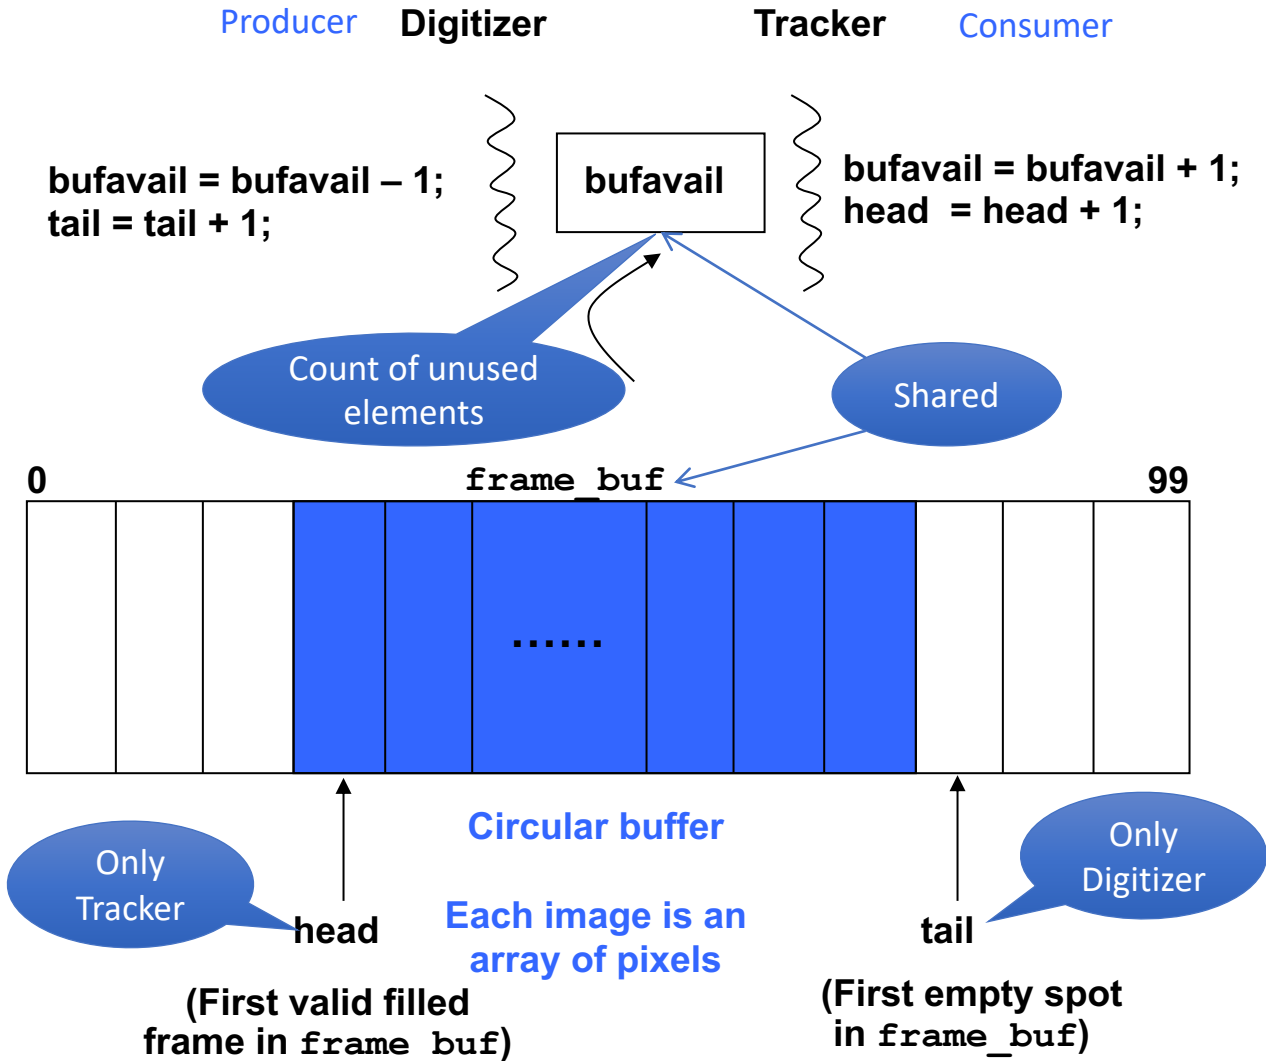 Producer Digitizer Tracker Consumer
bufavail = bufavail – 1;
tail = tail + 1;
bufavail
bufavail = bufavail + 1;
head  = head + 1;
Count of unused
elements
Shared
0 frame_buf 99
......
Only
Tracker
Circular buffer
Only
Digitizer
head
Each image is an
array of pixels
tail
(First valid filled
frame in frame buf)
(First empty spot
in frame_buf)